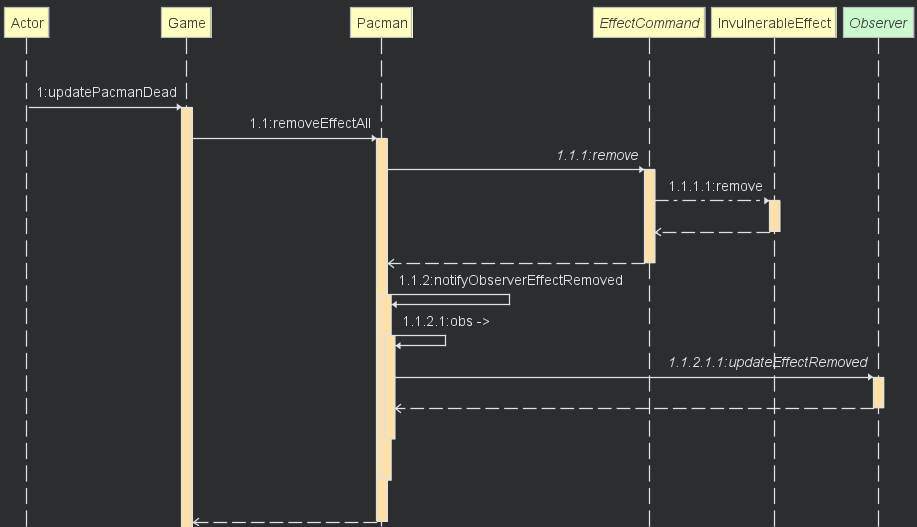 Actor Game Pacman EffectCommand InvulnerableEffect Observer
1:updatePacmanDead
1.1:removeEffectAll
1.1.1:remove
1.1.1.1:remove
1.1.2:notifyObserverEffectRemoved
1.1.2.1:obs ->
1.1.2.1.1:updateEffectRemoved